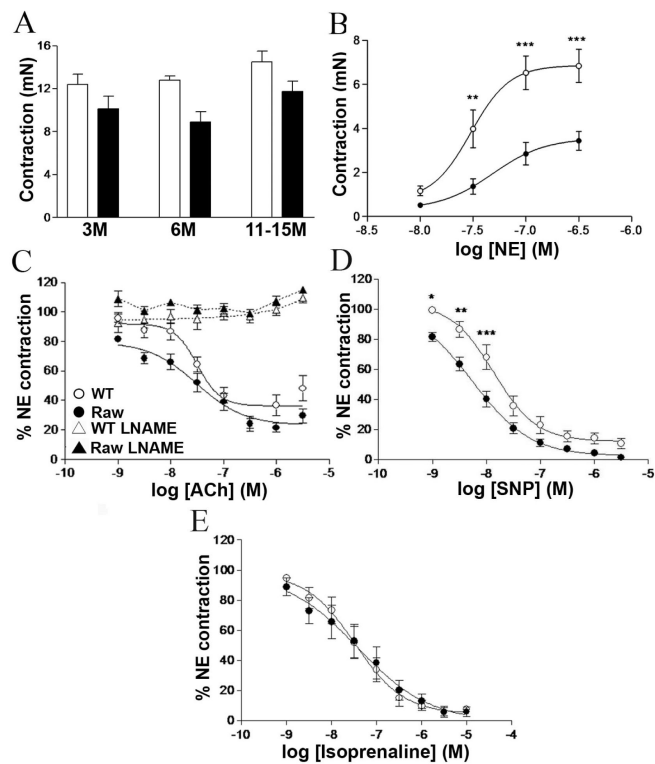 A
Contraction (mN)
16
12
8
4
0
3M 6M 11-15M
B
Contraction (mN)
8
6
4
2
0
** *** ***
-8.5 -8.0 -7.5 -7.0 -6.5 -6.0
log [NE] (M)
C
% NE contraction
120
100
80
60
40
20
0
WT
Raw
WT LNAME
Raw LNAME
-10 -9 -8 -7 -6 -5
log [ACh] (M)
D
% NE contraction
120
100
80
60
40
20
0
* ** ***
-10 -9 -8 -7 -6 -5
log [SNP] (M)
E
% NE contraction
120
100
80
60
40
20
0
-10 -9 -8 -7 -6 -5 -4
log [Isoprenaline] (M)